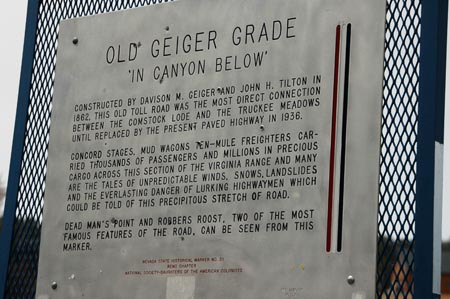 OLD GEIGER GRADE
'IN CANYON BELOW'
CONSTRUCTED BY DAVISON M. GEIGER AND JOHN H. TILTON IN
1862, THIS OLD TOLL ROAD WAS THE MOST DIRECT CONNECTION
BETWEEN THE COMSTOCK LODE AND THE TRUCKEE MEADOWS
UNTIL REPLACED BY THE PRESENT PAVED HIGHWAY IN 1936.
CONCORD STAGES, MUD WAGONS TEN-MULE FREIGHTERS CAR-
RIED THOUSANDS OF PASSENGERS AND MILLIONS IN PRECIOUS
CARGO ACROSS THIS SECTION OF THE VIRGINIA RANGE AND MANY
ARE THE TALES OF UNPREDICTABLE WINDS, SNOWS, LANDSLIDES
AND THE EVERLASTING DANGER OF LURKING HIGHWAYMEN WHICH
COULD BE TOLD OF THIS PRECIPITOUS STRETCH OF ROAD.
DEAD MAN'S POINT AND ROBBERS ROOST, TWO OF THE MOST
FAMOUS FEATURES OF THE ROAD, CAN BE SEEN FROM THIS
MARKER.
NEVADA STATE HISTORICAL MARKER NO.
RENO CHAPTER
NATIONAL SOCIETY-DAUGHTERS OF THE AMERICAN COLONISTS